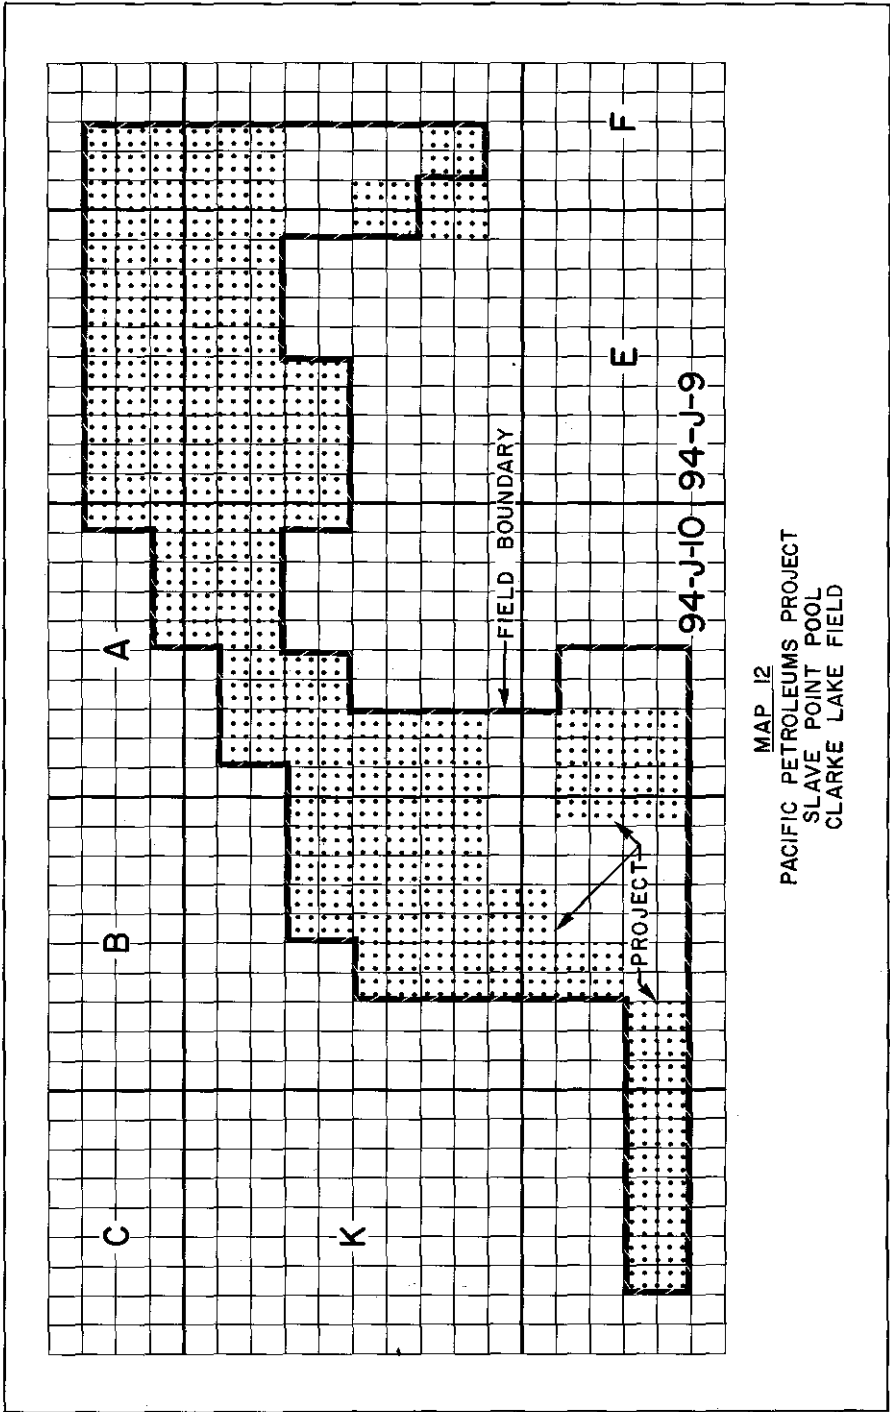 C
B
A
K
E
F
FIELD BOUNDARY
PROJECT
94-J-10
94-J-9
MAP 12
PACIFIC PETROLEUMS PROJECT
SLAVE POINT POOL
CLARKE LAKE FIELD